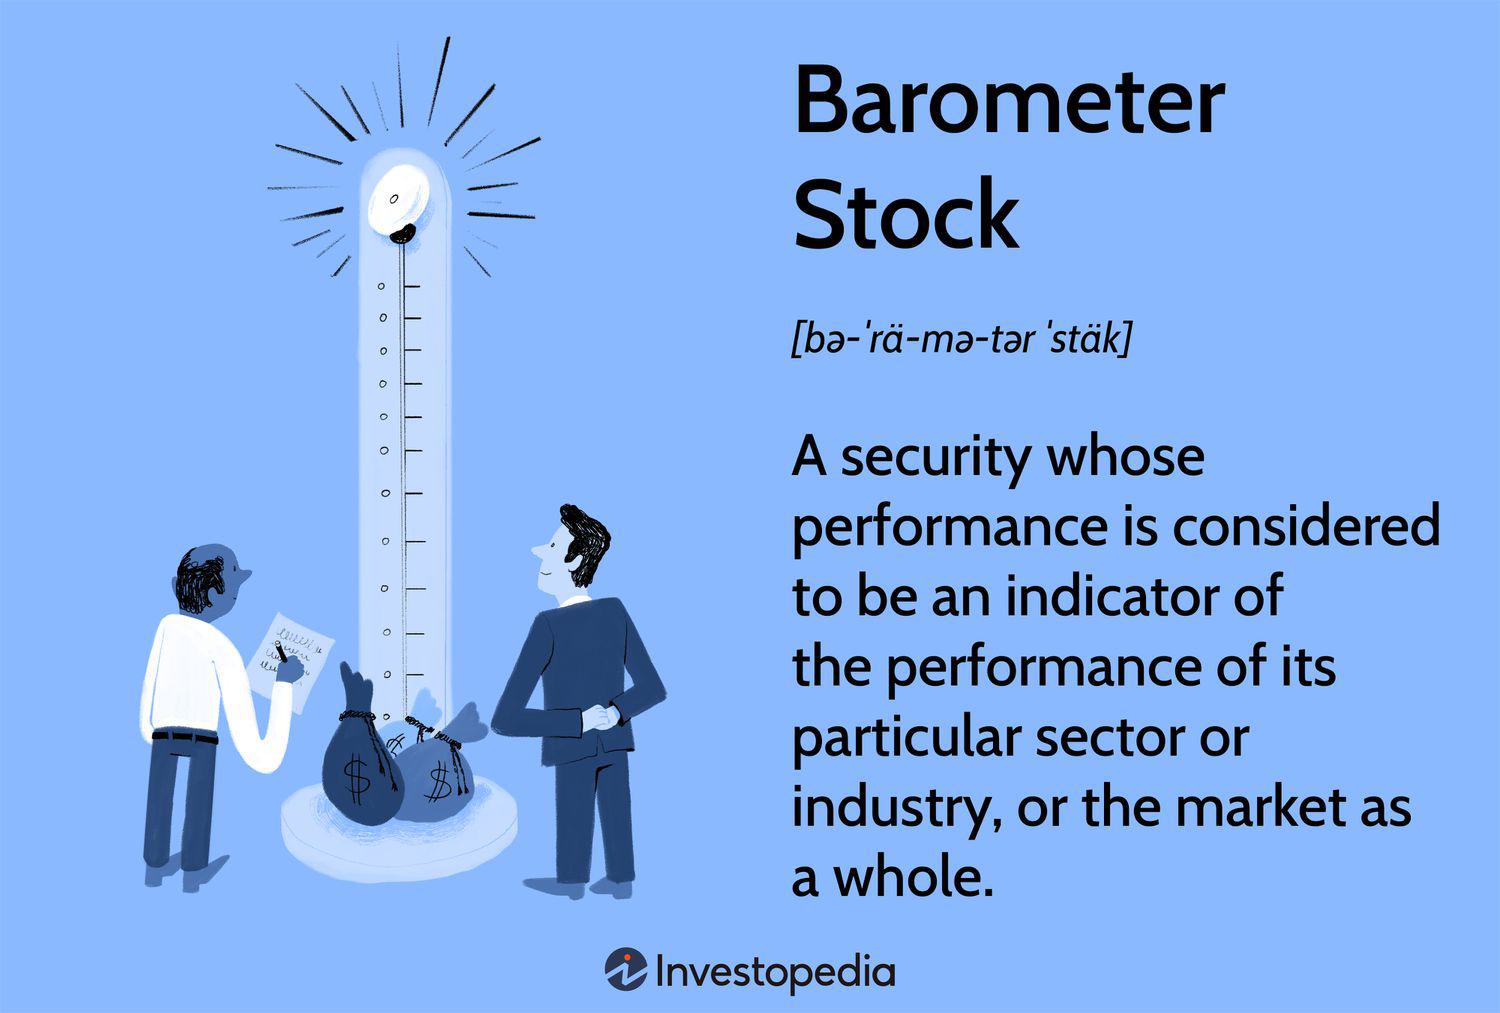 Barometer
Stock
[bə-ˈrä-mə-tər ˈstäk]
A security whose
performance is considered
to be an indicator of
the performance of its
particular sector or
industry, or the market as
a whole.
$
$
$
Investopedia